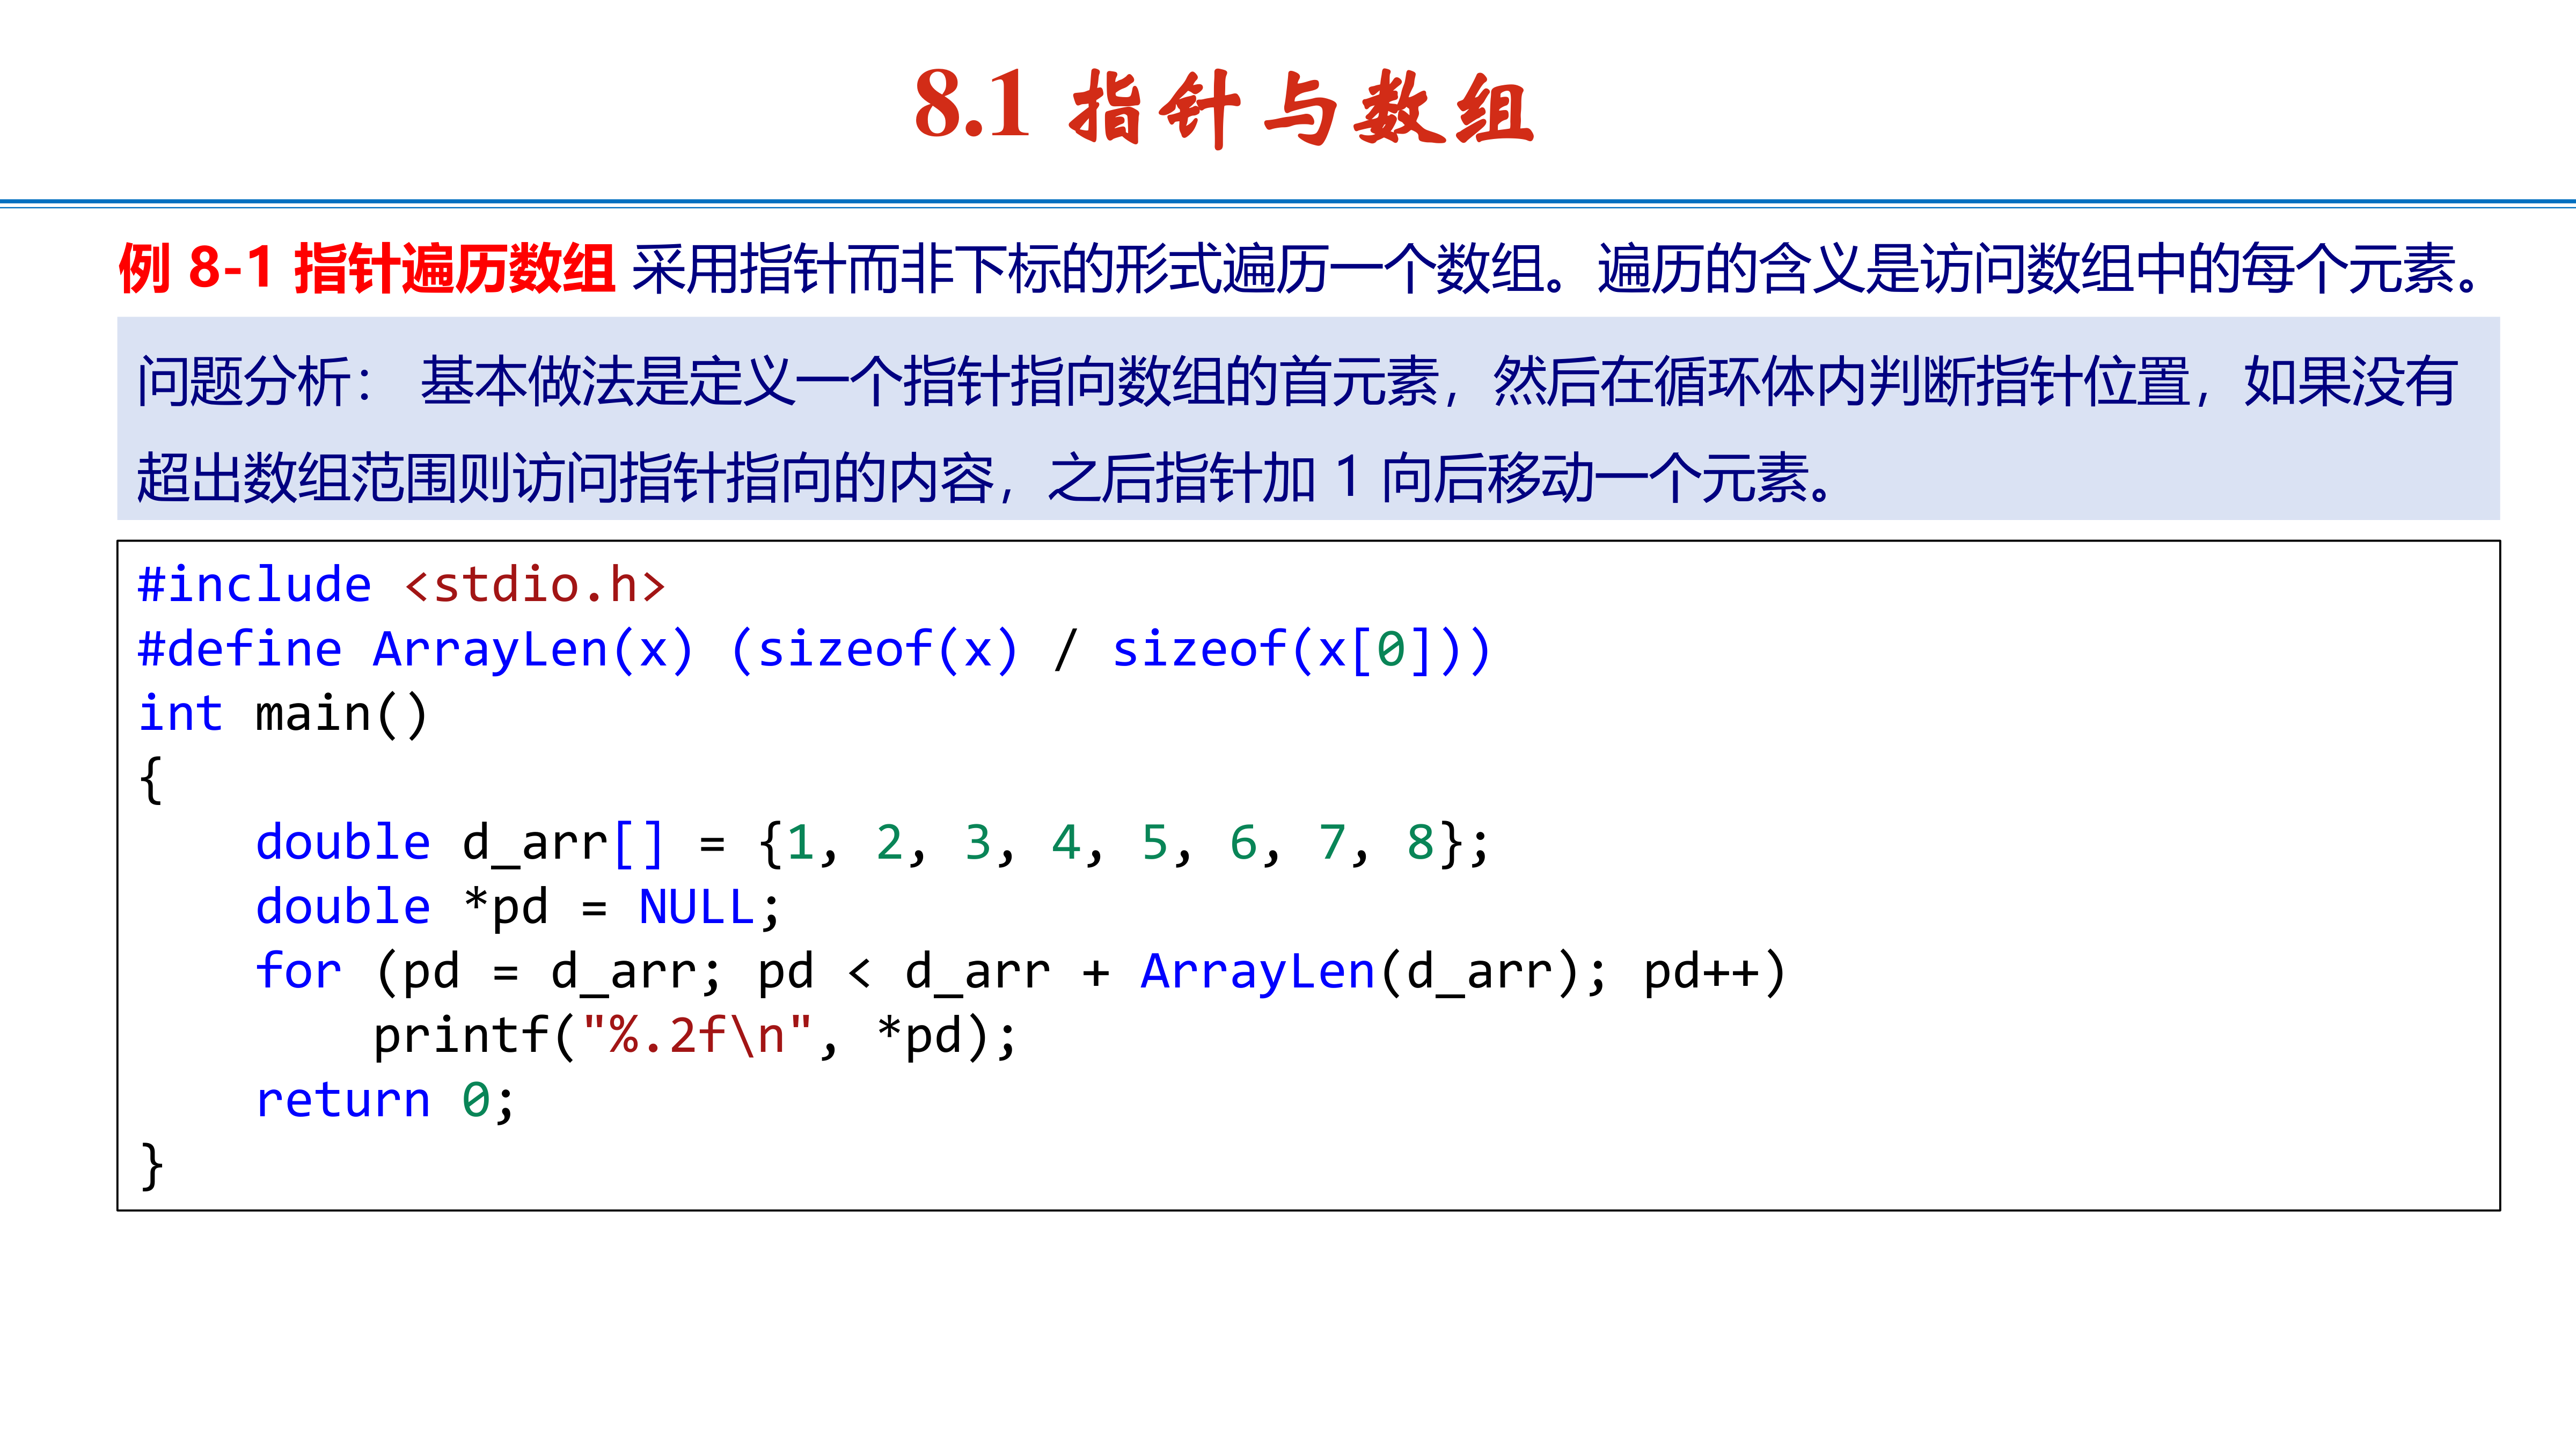 8.1 指针与数组
例 8-1 指针遍历数组 采用指针而非下标的形式遍历一个数组。遍历的含义是访问数组中的每个元素。
问题分析： 基本做法是定义一个指针指向数组的首元素，然后在循环体内判断指针位置，如果没有
超出数组范围则访问指针指向的内容，之后指针加 1 向后移动一个元素。
#include <stdio.h>
#define ArrayLen(x) (sizeof(x) / sizeof(x[0]))
int main()
{
    double d_arr[] = {1, 2, 3, 4, 5, 6, 7, 8};
    double *pd = NULL;
    for (pd = d_arr; pd < d_arr + ArrayLen(d_arr); pd++)
        printf("%.2f\n", *pd);
    return 0;
}